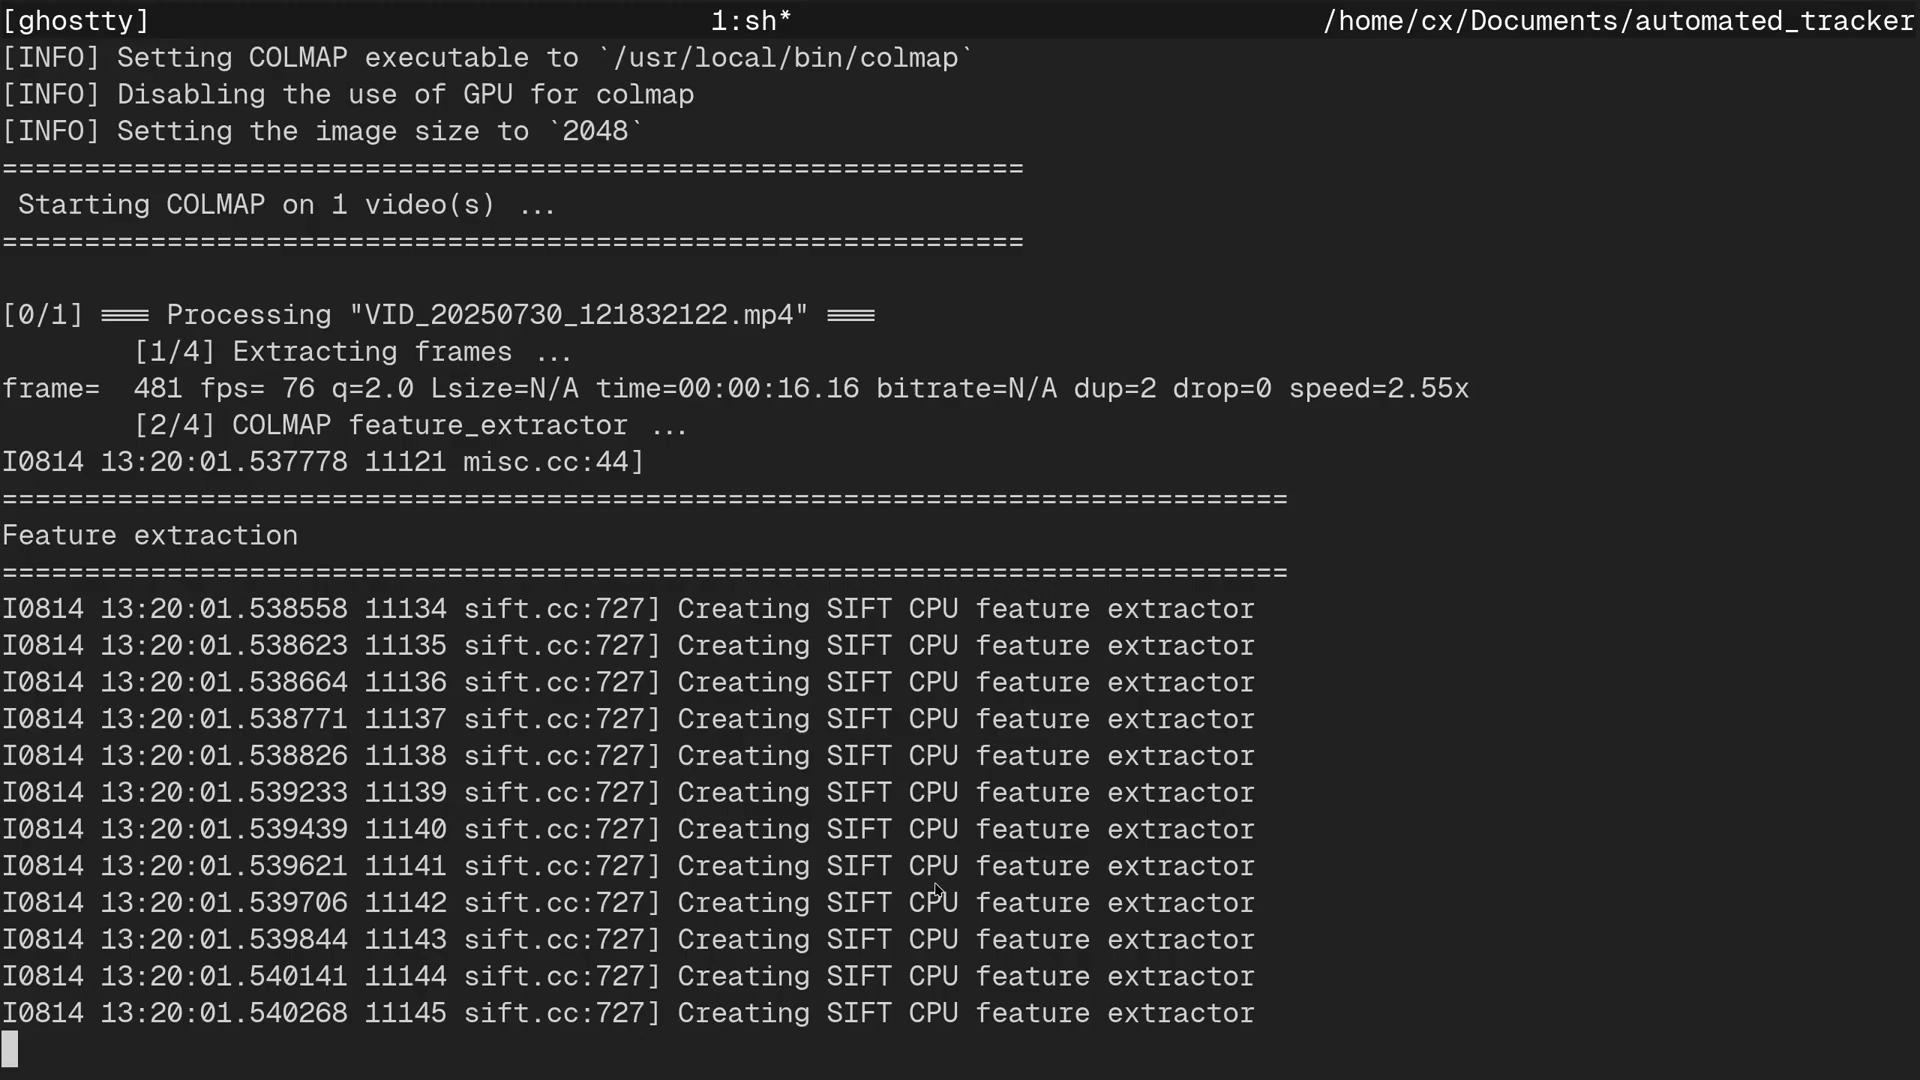 [ghostty] 1:sh* /home/cx/Documents/automated_tracker
[INFO] Setting COLMAP executable to `/usr/local/bin/colmap`
[INFO] Disabling the use of GPU for colmap
[INFO] Setting the image size to `2048`
==============================================================
 Starting COLMAP on 1 video(s) ...
==============================================================
[0/1] === Processing "VID_20250730_121832122.mp4" ===
        [1/4] Extracting frames ...
frame=  481 fps= 76 q=2.0 Lsize=N/A time=00:00:16.16 bitrate=N/A dup=2 drop=0 speed=2.55x
        [2/4] COLMAP feature_extractor ...
I0814 13:20:01.537778 11121 misc.cc:44]
==============================================================================
Feature extraction
==============================================================================
I0814 13:20:01.538558 11134 sift.cc:727] Creating SIFT CPU feature extractor
I0814 13:20:01.538623 11135 sift.cc:727] Creating SIFT CPU feature extractor
I0814 13:20:01.538664 11136 sift.cc:727] Creating SIFT CPU feature extractor
I0814 13:20:01.538771 11137 sift.cc:727] Creating SIFT CPU feature extractor
I0814 13:20:01.538826 11138 sift.cc:727] Creating SIFT CPU feature extractor
I0814 13:20:01.539233 11139 sift.cc:727] Creating SIFT CPU feature extractor
I0814 13:20:01.539439 11140 sift.cc:727] Creating SIFT CPU feature extractor
I0814 13:20:01.539621 11141 sift.cc:727] Creating SIFT CPU feature extractor
I0814 13:20:01.539706 11142 sift.cc:727] Creating SIFT CPU feature extractor
I0814 13:20:01.539844 11143 sift.cc:727] Creating SIFT CPU feature extractor
I0814 13:20:01.540141 11144 sift.cc:727] Creating SIFT CPU feature extractor
I0814 13:20:01.540268 11145 sift.cc:727] Creating SIFT CPU feature extractor